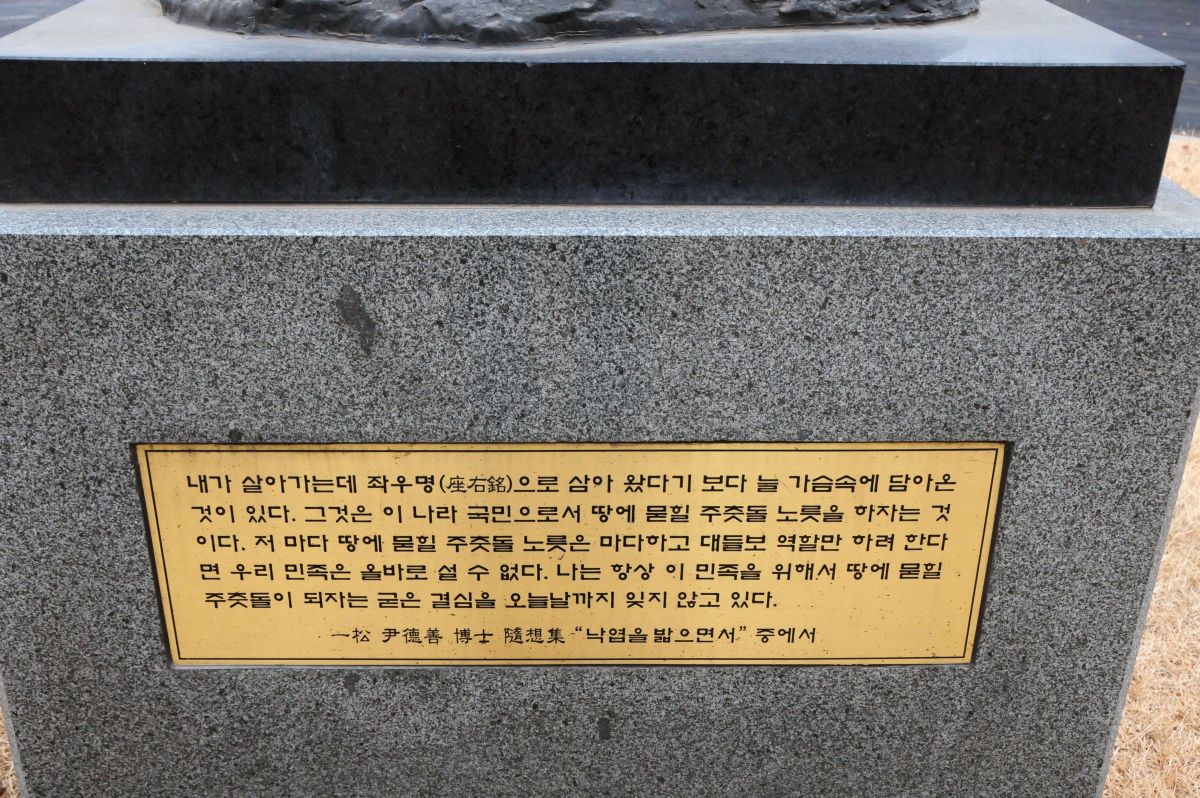 내가 살아가는데 좌우명(座右銘)으로 삼아 왔다기 보다 늘 가슴속에 담아온
것이 있다. 그것은 이 나라 국민으로서 땅에 묻힐 주춧돌 노릇을 하자는 것
이다. 저 마다 땅에 묻힐 주춧돌 노릇은 마다하고 대들보 역할만 하려 한다
면 우리 민족은 올바로 설 수 없다. 나는 항상 이 민족을 위해서 땅에 묻힐
주춧돌이 되자는 굳은 결심을 오늘날까지 잊지 않고 있다.
一松 尹德善 博士 隨想集 “낙엽을 밟으면서” 중에서